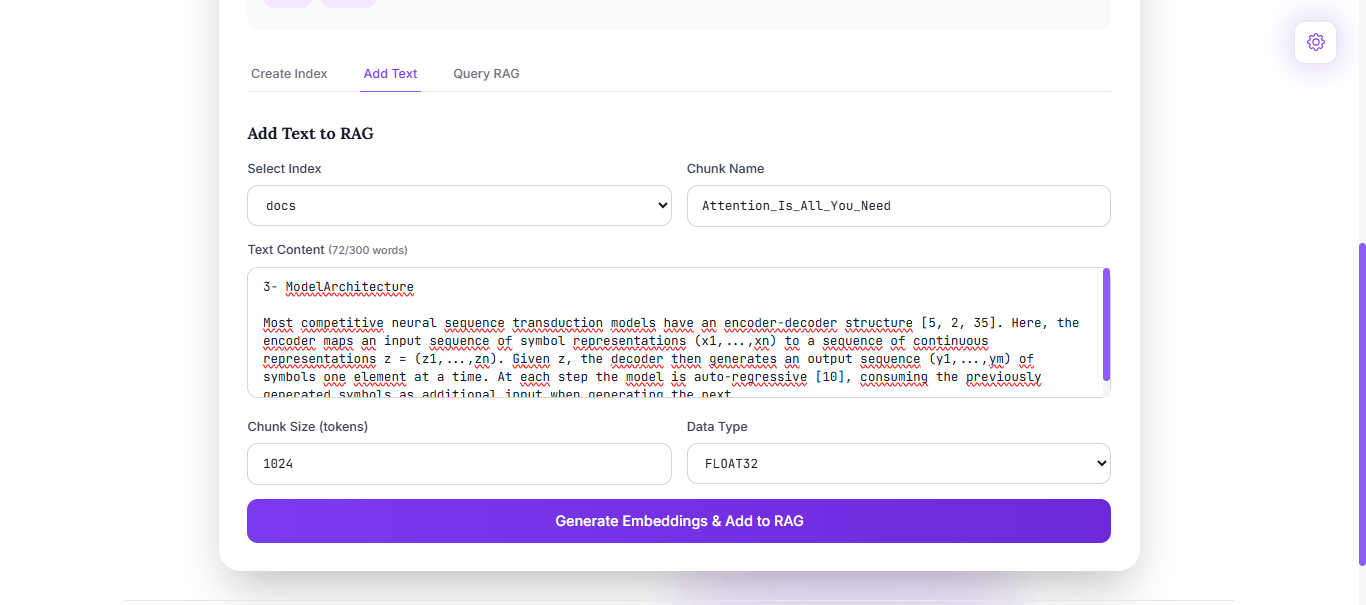 Create Index Add Text Query RAG
Add Text to RAG
Select Index Chunk Name
docs Attention_Is_All_You_Need
Text Content (72/300 words)
3- ModelArchitecture
Most competitive neural sequence transduction models have an encoder-decoder structure [5, 2, 35]. Here, the
encoder maps an input sequence of symbol representations (x1,...,xn) to a sequence of continuous
representations z = (z1,...,zn). Given z, the decoder then generates an output sequence (y1,...,ym) of
symbols one element at a time. At each step the model is auto-regressive [10], consuming the previously
generated symbols as additional input when generating the next
Chunk Size (tokens) Data Type
1024 FLOAT32
Generate Embeddings & Add to RAG